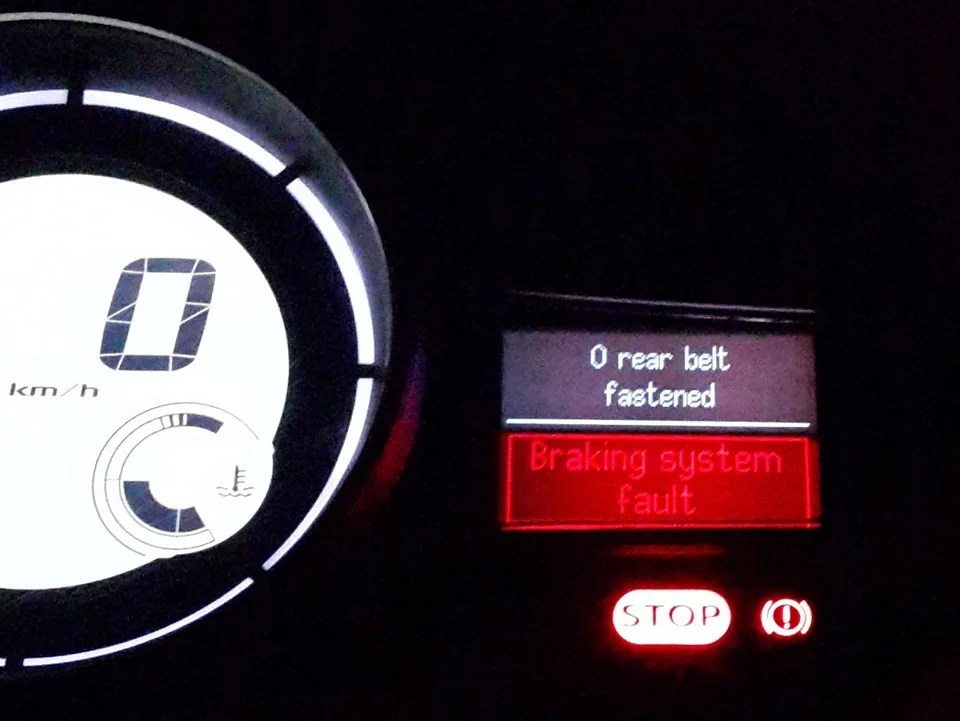 0
km/h
0 rear belt
fastened
Braking system
fault
STOP
!